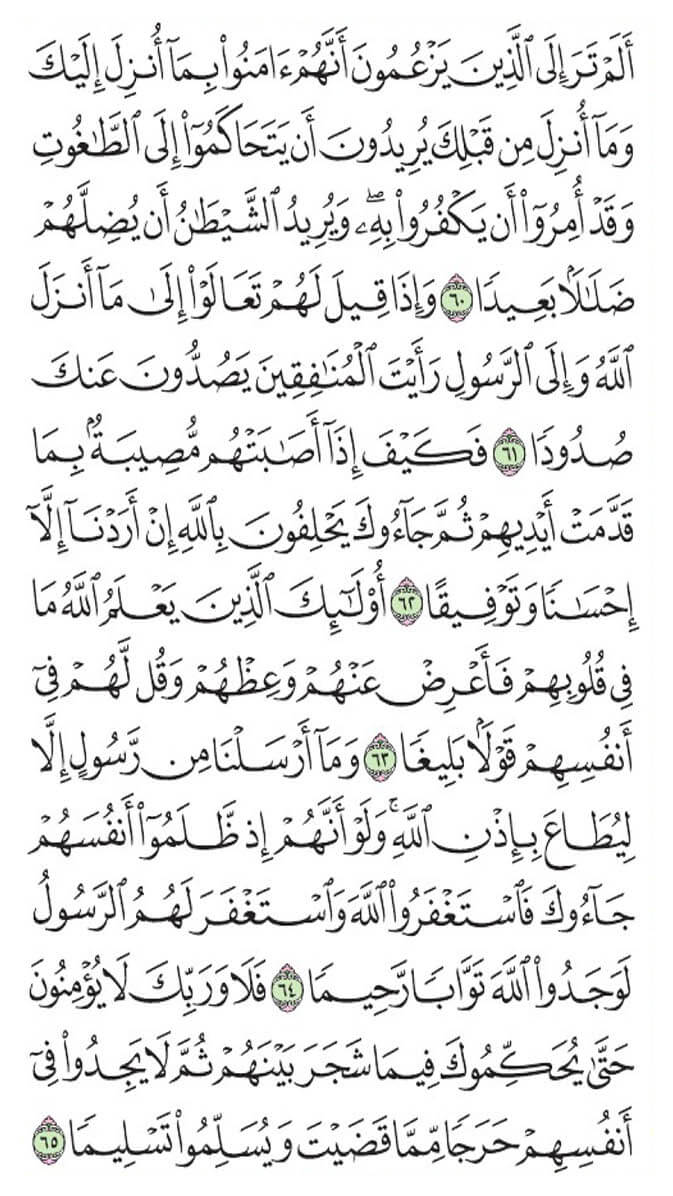 أَلَمْ تَرَ إِلَى ٱلَّذِينَ يَزْعُمُونَ أَنَّهُمْ ءَامَنُوا۟ بِمَآ أُنزِلَ إِلَيْكَ
وَمَآ أُنزِلَ مِن قَبْلِكَ يُرِيدُونَ أَن يَتَحَاكَمُوٓا۟ إِلَى ٱلطَّٰغُوتِ
وَقَدْ أُمِرُوٓا۟ أَن يَكْفُرُوا۟ بِهِۦۖ وَيُرِيدُ ٱلشَّيْطَٰنُ أَن يُضِلَّهُمْ
ضَلَٰلًۢا بَعِيدًا ٦٠ وَإِذَا قِيلَ لَهُمْ تَعَالَوْا۟ إِلَىٰ مَآ أَنزَلَ
ٱللَّهُ وَإِلَى ٱلرَّسُولِ رَأَيْتَ ٱلْمُنَٰفِقِينَ يَصُدُّونَ عَنكَ
صُدُودًا ٦١ فَكَيْفَ إِذَآ أَصَٰبَتْهُم مُّصِيبَةٌۢ بِمَا
قَدَّمَتْ أَيْدِيهِمْ ثُمَّ جَآءُوكَ يَحْلِفُونَ بِٱللَّهِ إِنْ أَرَدْنَآ إِلَّآ
إِحْسَٰنًا وَتَوْفِيقًا ٦٢ أُو۟لَٰٓئِكَ ٱلَّذِينَ يَعْلَمُ ٱللَّهُ مَا
فِى قُلُوبِهِمْ فَأَعْرِضْ عَنْهُمْ وَعِظْهُمْ وَقُل لَّهُمْ فِىٓ
أَنفُسِهِمْ قَوْلًۢا بَلِيغًا ٦٣ وَمَآ أَرْسَلْنَا مِن رَّسُولٍ إِلَّا
لِيُطَاعَ بِإِذْنِ ٱللَّهِۚ وَلَوْ أَنَّهُمْ إِذ ظَّلَمُوٓا۟ أَنفُسَهُمْ
جَآءُوكَ فَٱسْتَغْفَرُوا۟ ٱللَّهَ وَٱسْتَغْفَرَ لَهُمُ ٱلرَّسُولُ
لَوَجَدُوا۟ ٱللَّهَ تَوَّابًا رَّحِيمًا ٦٤ فَلَا وَرَبِّكَ لَا يُؤْمِنُونَ
حَتَّىٰ يُحَكِّمُوكَ فِيمَا شَجَرَ بَيْنَهُمْ ثُمَّ لَا يَجِدُوا۟ فِىٓ
أَنفُسِهِمْ حَرَجًا مِّمَّا قَضَيْتَ وَيُسَلِّمُوا۟ تَسْلِيمًا ٦٥